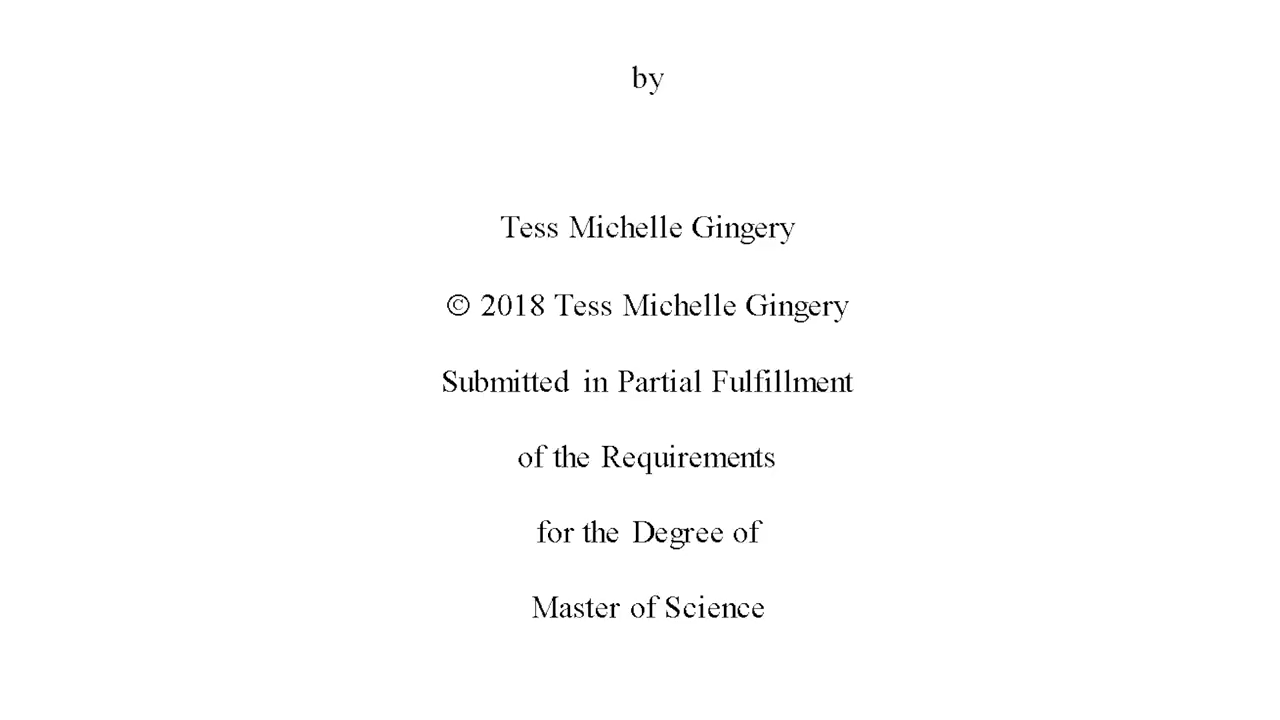 by
Tess Michelle Gingery
© 2018 Tess Michelle Gingery
Submitted in Partial Fulfillment
of the Requirements
for the Degree of
Master of Science